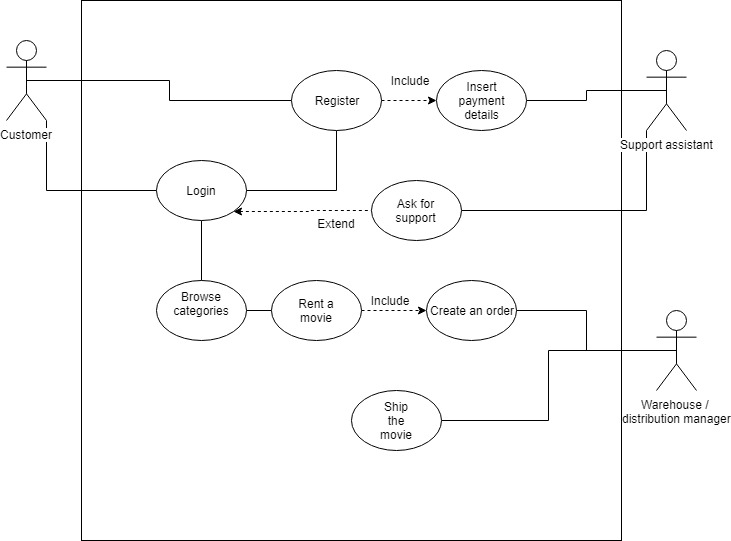 Customer
Register
Include
Insert
payment
details
Support assistant
Login
Ask for
support
Extend
Browse
categories
Rent a
movie
Include
Create an order
Warehouse /
distribution manager
Ship
the
movie